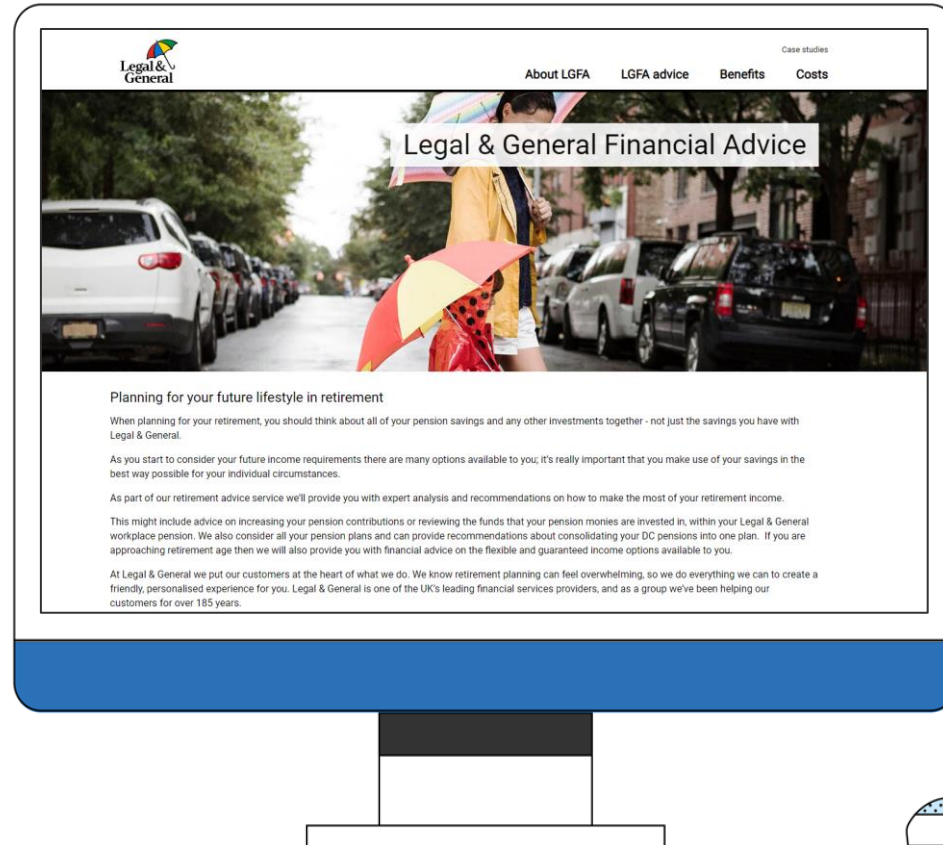 Legal &
General
Case studies
About LGFA LGFA advice Benefits Costs
Legal & General Financial Advice
Planning for your future lifestyle in retirement
When planning for your retirement, you should think about all of your pension savings and any other investments together - not just the savings you have with
Legal & General.
As you start to consider your future income requirements there are many options available to you; it's really important that you make use of your savings in the
best way possible for your individual circumstances.
As part of our retirement advice service we'll provide you with expert analysis and recommendations on how to make the most of your retirement income.
This might include advice on increasing your pension contributions or reviewing the funds that your pension monies are invested in, within your Legal & General
workplace pension. We also consider all your pension plans and can provide recommendations about consolidating your DC pensions into one plan. If you are
approaching retirement age then we will also provide you with financial advice on the flexible and guaranteed income options available to you.
At Legal & General we put our customers at the heart of what we do. We know retirement planning can feel overwhelming, so we do everything we can to create a
friendly, personalised experience for you. Legal & General is one of the UK's leading financial services providers, and as a group we've been helping our
customers for over 185 years.